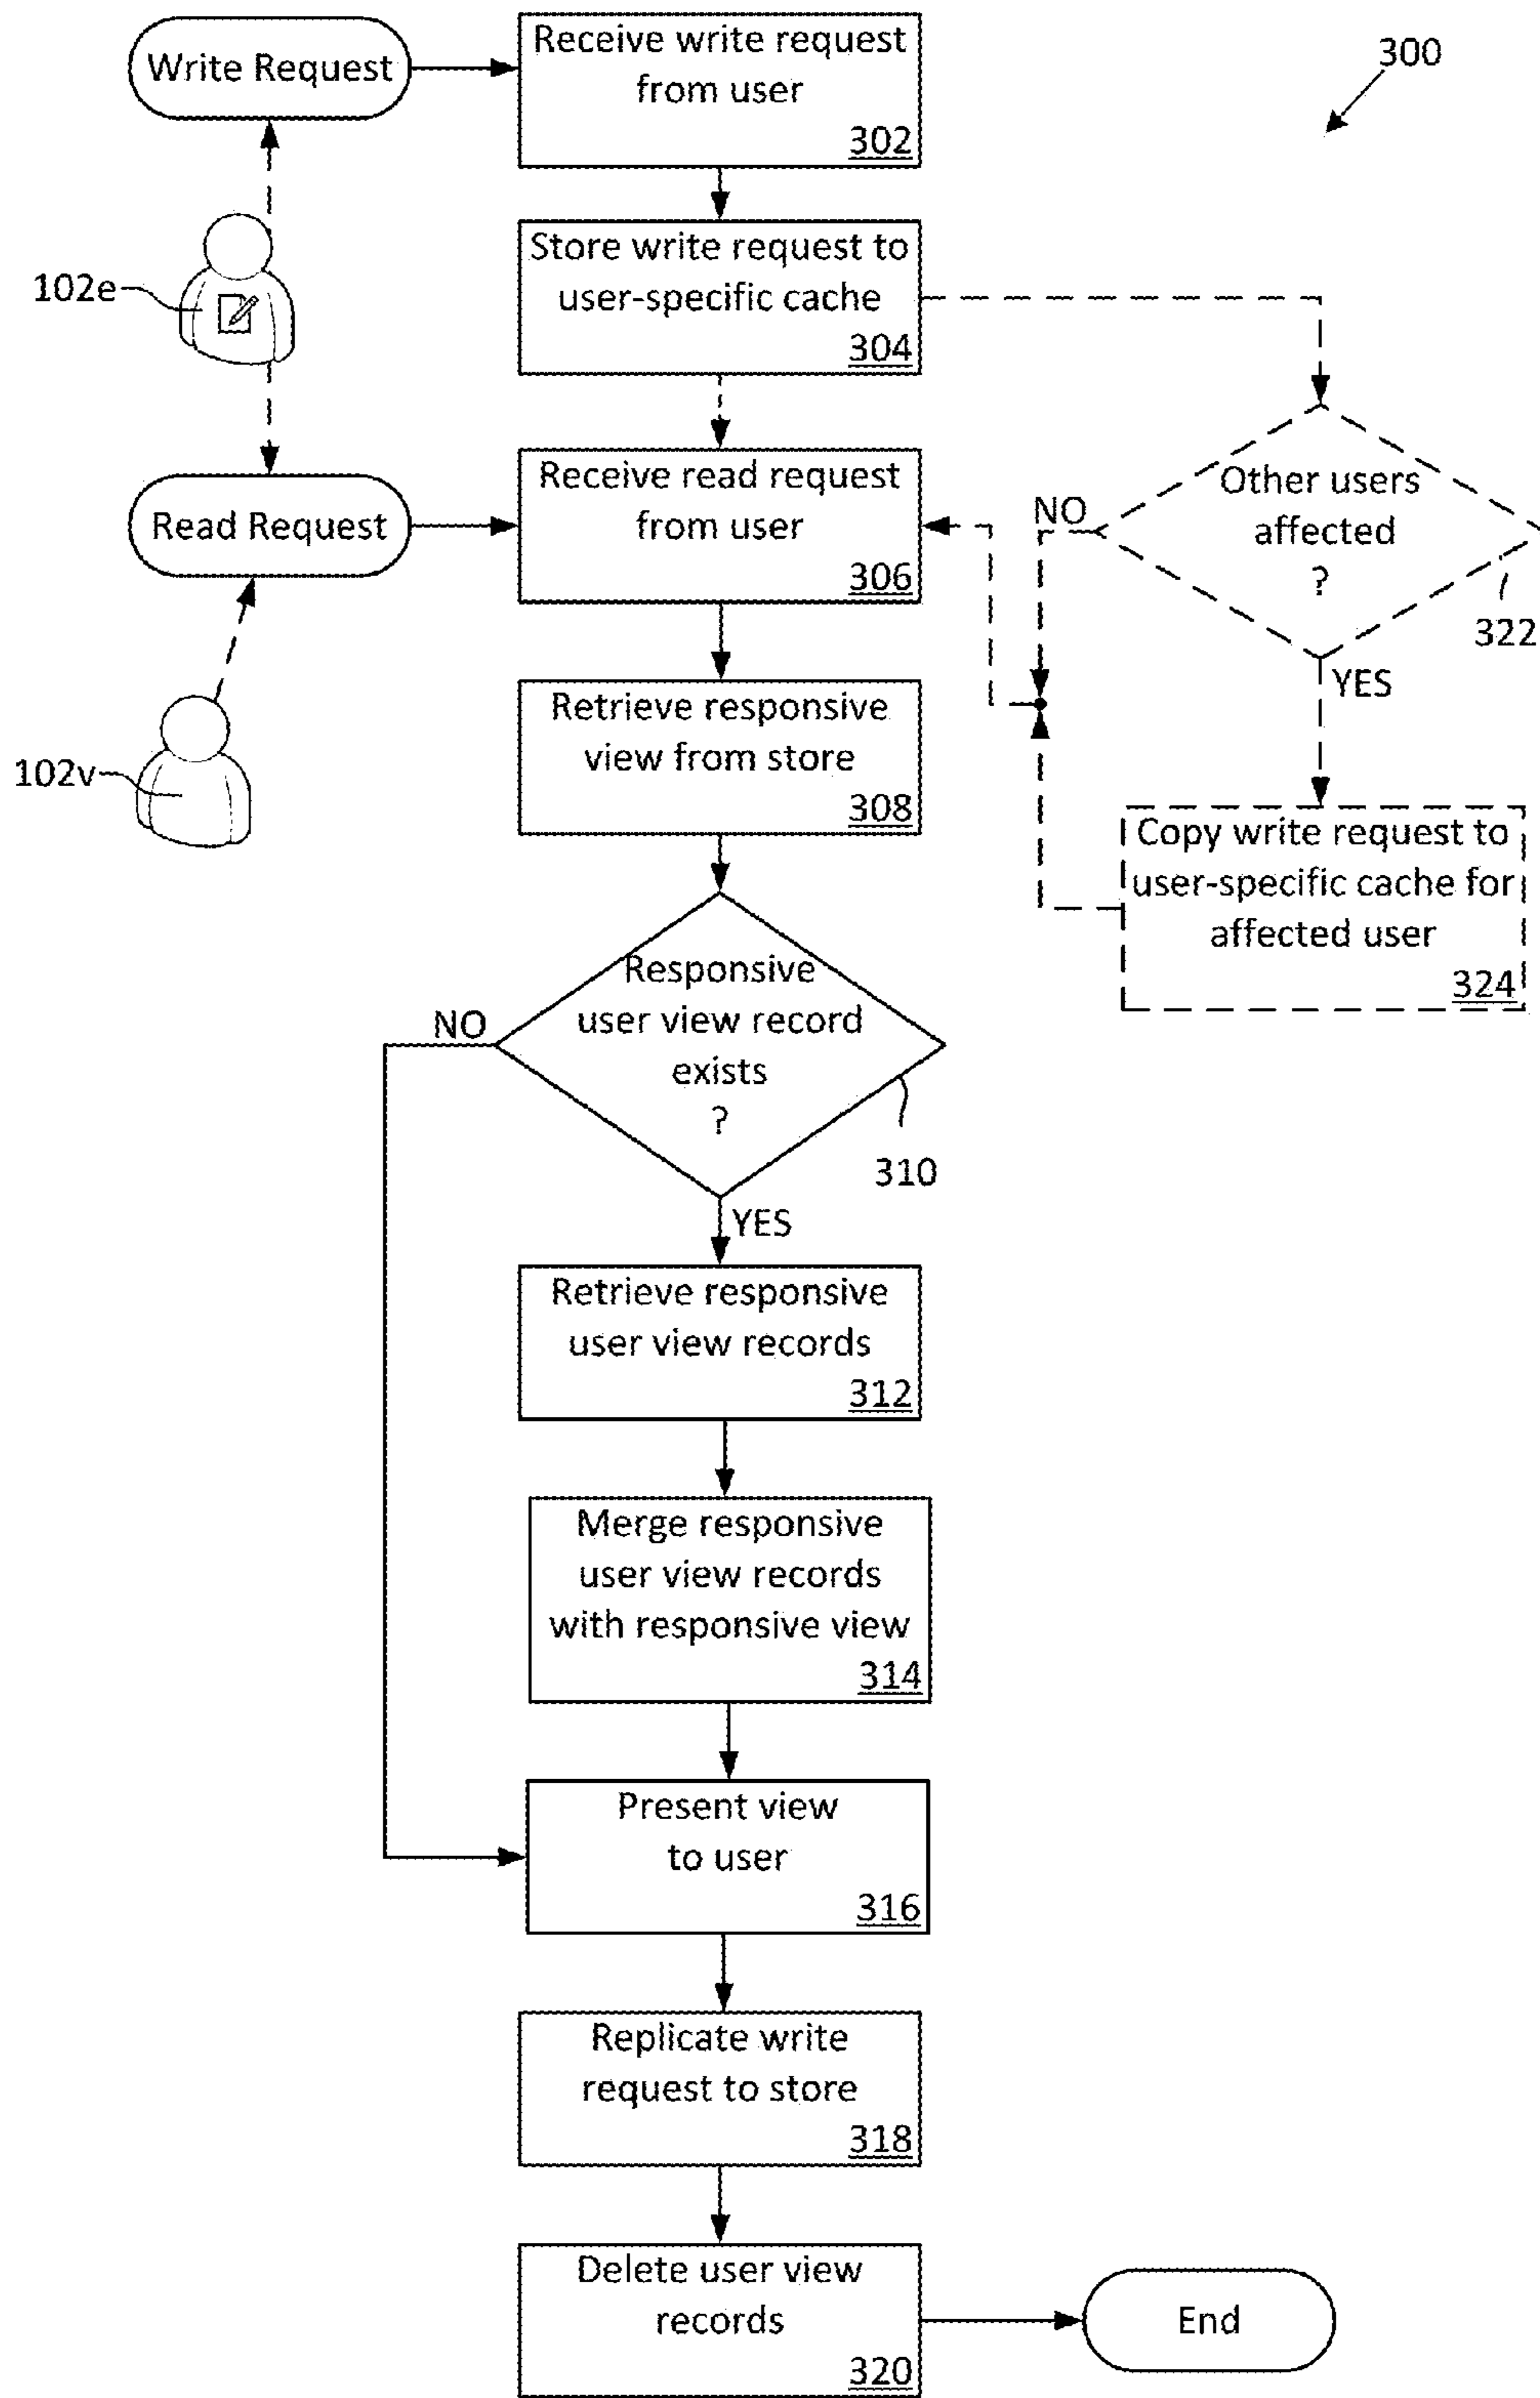 Write Request
Receive write request
from user
302
300
Store write request to
user-specific cache
304
102e
Read Request
Receive read request
from user
306
Other users
affected
?
322
NO
YES
Retrieve responsive
view from store
308
102v
Copy write request to
user-specific cache for
affected user
324
Responsive
user view record
exists
?
310
NO
YES
Retrieve responsive
user view records
312
Merge responsive
user view records
with responsive view
314
Present view
to user
316
Replicate write
request to store
318
Delete user view
records
320
End